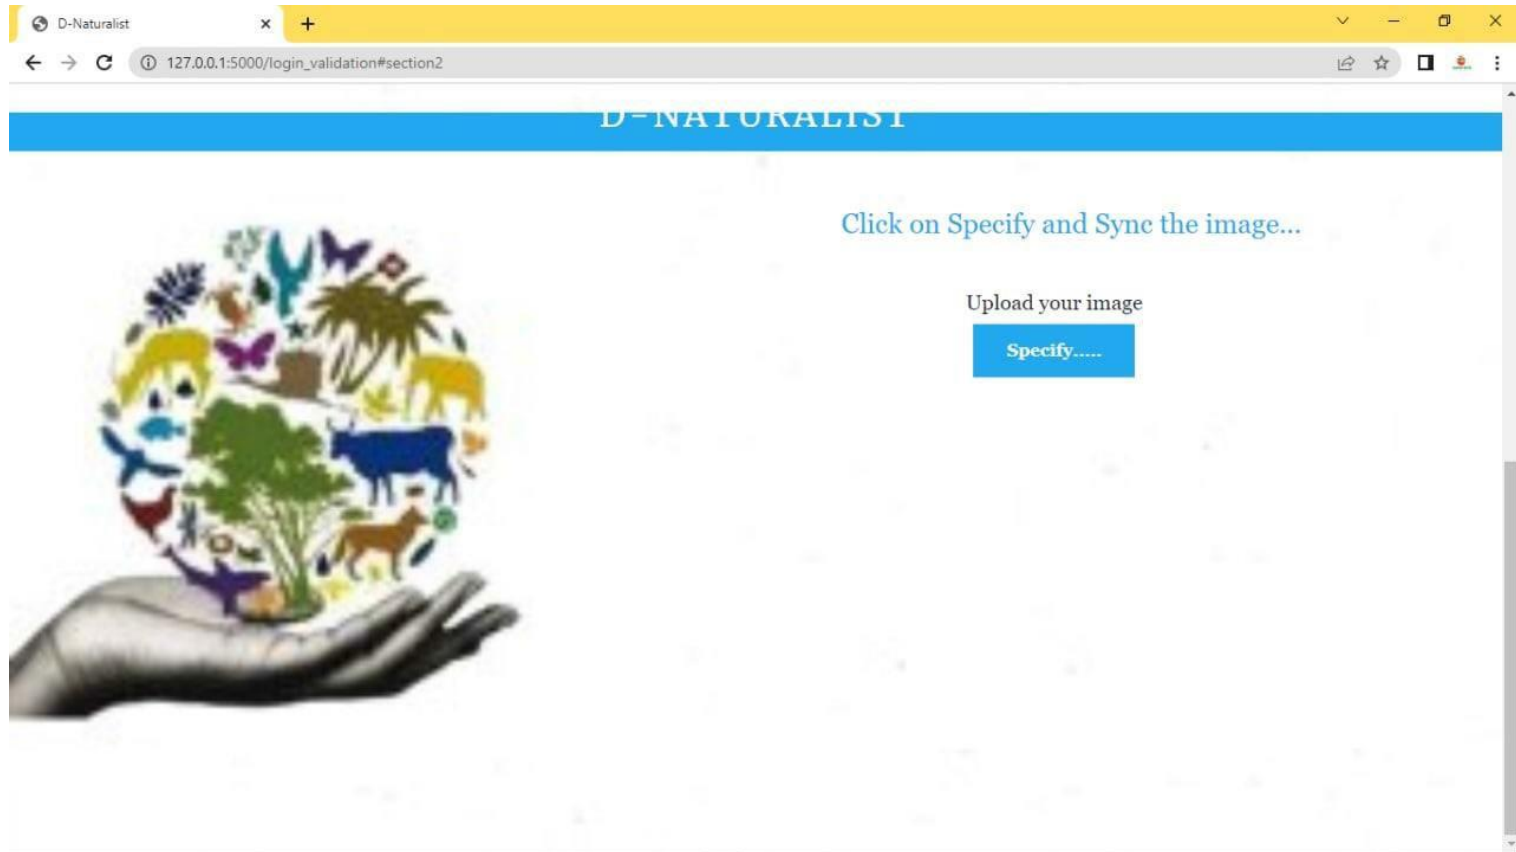 D-Naturalist
127.0.0.1:5000/login_validation#section2
D-NATURALIST
Click on Specify and Sync the image...
Upload your image
Specify.....